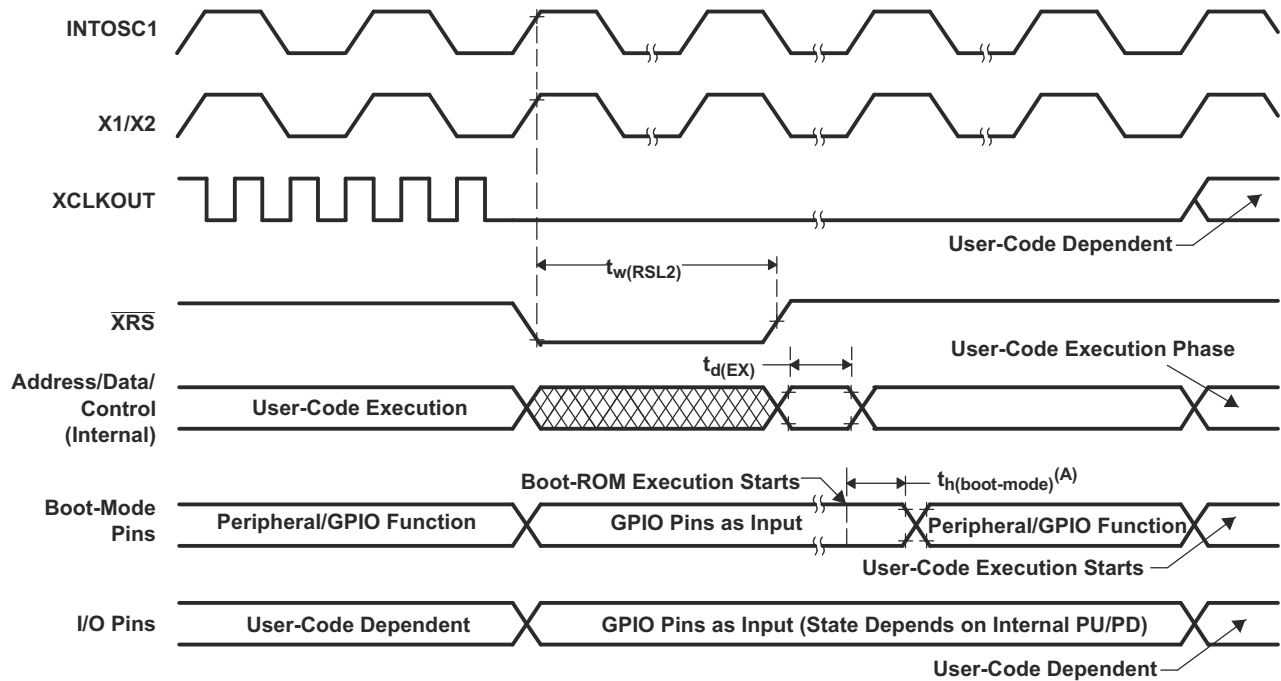 INTOSC1
X1/X2
XCLKOUT
User-Code Dependent
tw(RSL2)
XRS
User-Code Execution Phase
td(EX)
Address/Data/
Control
(Internal)
User-Code Execution
Boot-ROM Execution Starts
th(boot-mode)(A)
Boot-Mode
Pins
Peripheral/GPIO Function
GPIO Pins as Input
Peripheral/GPIO Function
User-Code Execution Starts
I/O Pins
User-Code Dependent
GPIO Pins as Input (State Depends on Internal PU/PD)
User-Code Dependent